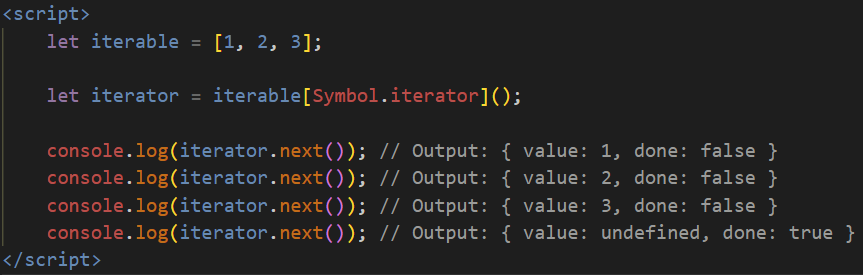 <script>
    let iterable = [1, 2, 3];

    let iterator = iterable[Symbol.iterator]();

    console.log(iterator.next()); // Output: { value: 1, done: false }
    console.log(iterator.next()); // Output: { value: 2, done: false }
    console.log(iterator.next()); // Output: { value: 3, done: false }
    console.log(iterator.next()); // Output: { value: undefined, done: true }
</script>